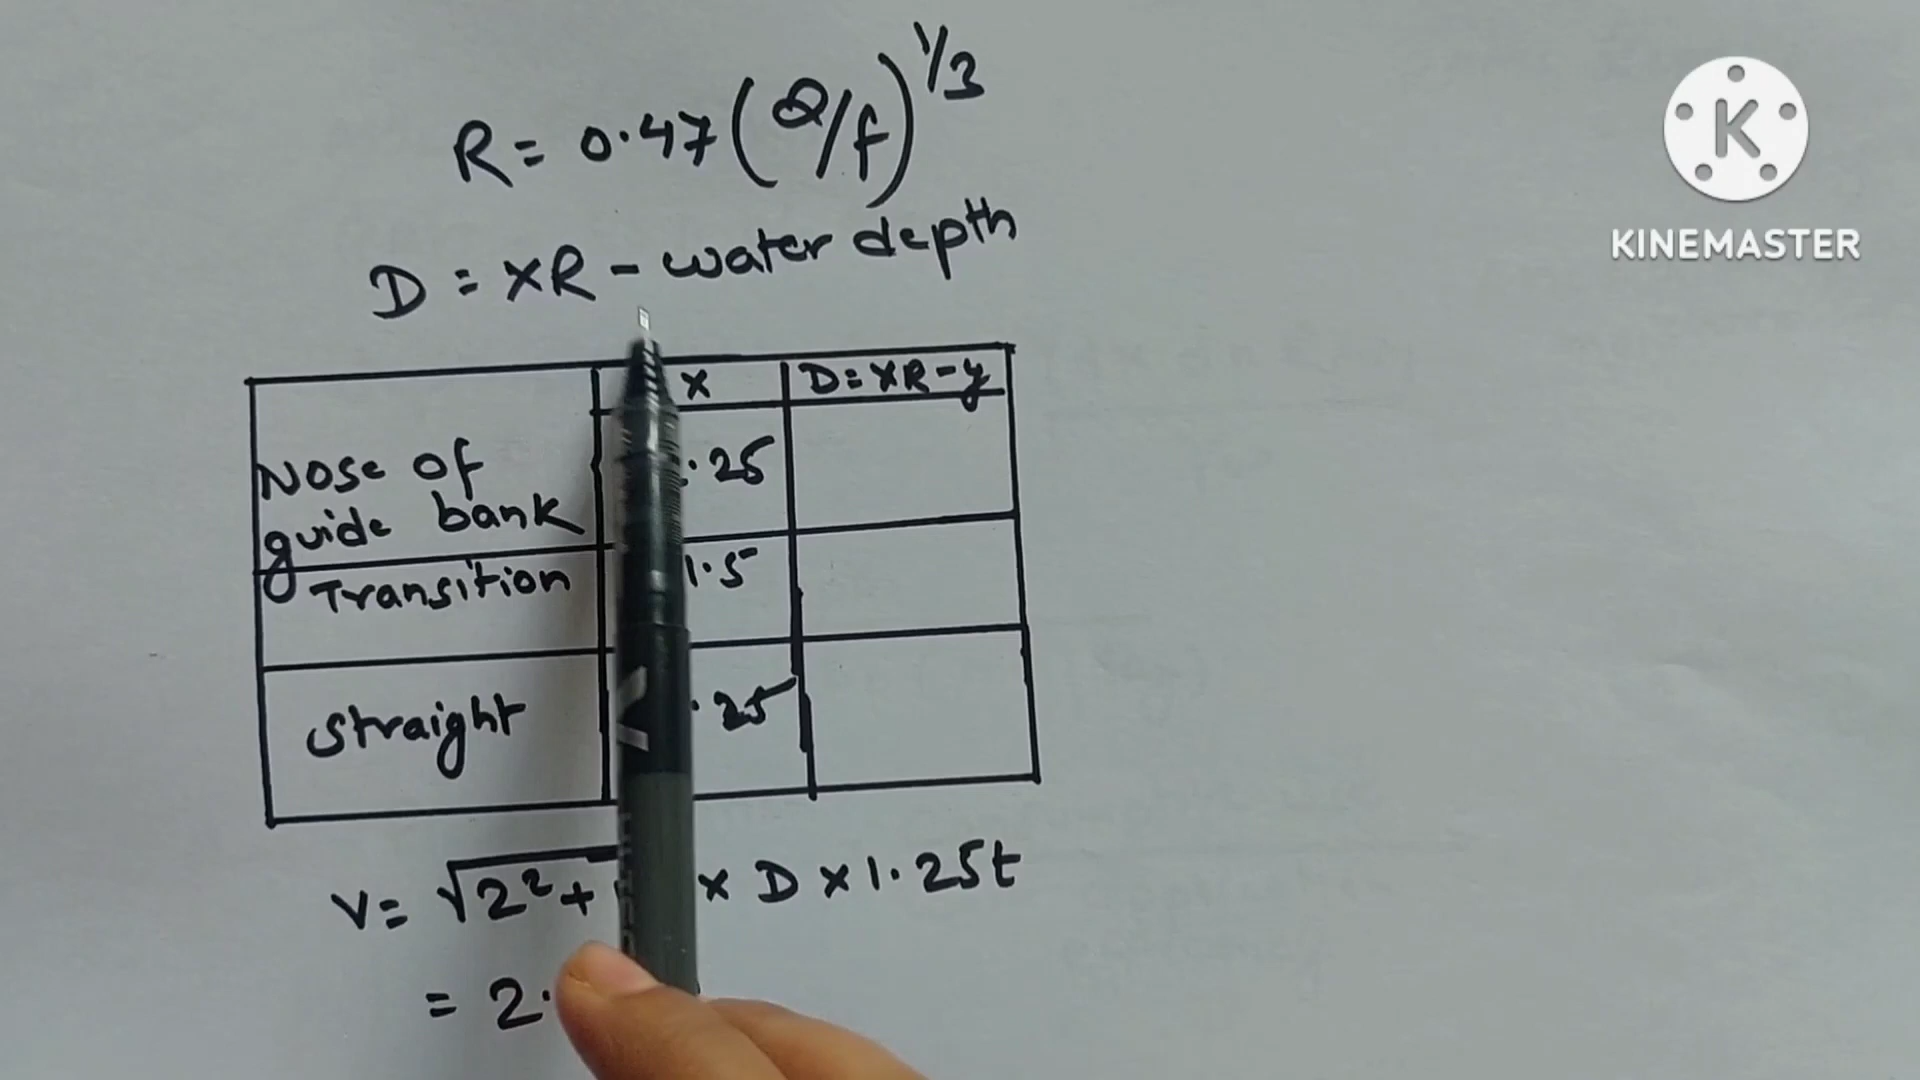 R = 0.47 (Q/f)^1/3
D = XR - water depth
X D = XR - y
Nose of .25
guide bank
Transition 1.5
Straight .25
V = √2² + × D × 1.25t
= 2.
K
KINEMASTER